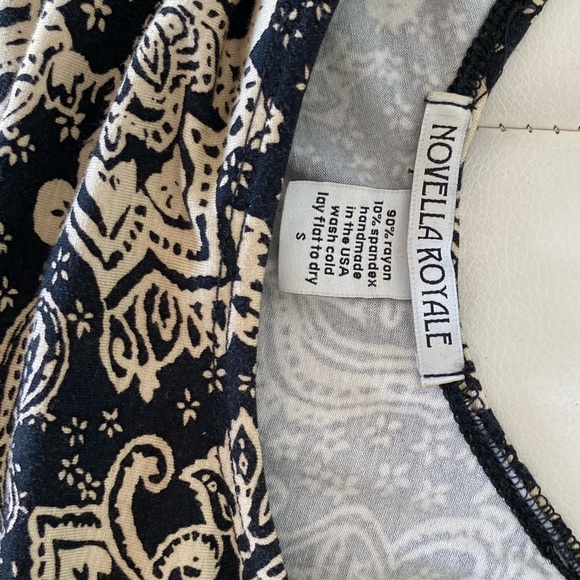 NOVELLA ROYALE
90% rayon
10% spandex
handmade
in the USA
wash cold
lay flat to dry
S